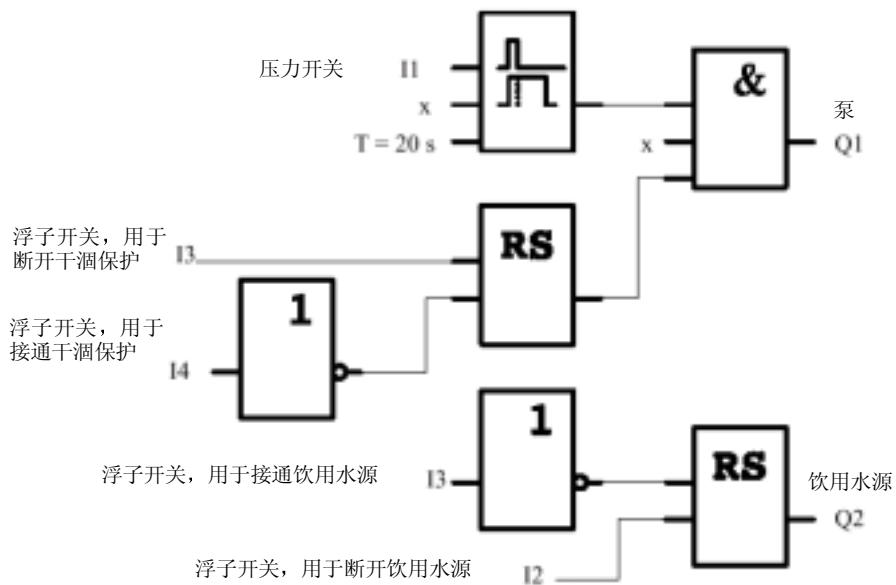 压力开关 I1
x
T = 20 s
&
x
泵
Q1
浮子开关，用于
断开干涸保护
I3
RS
浮子开关，用于
接通干涸保护
I4
1
1
浮子开关，用于接通饮用水源 I3
RS
饮用水源
Q2
浮子开关，用于断开饮用水源 I2